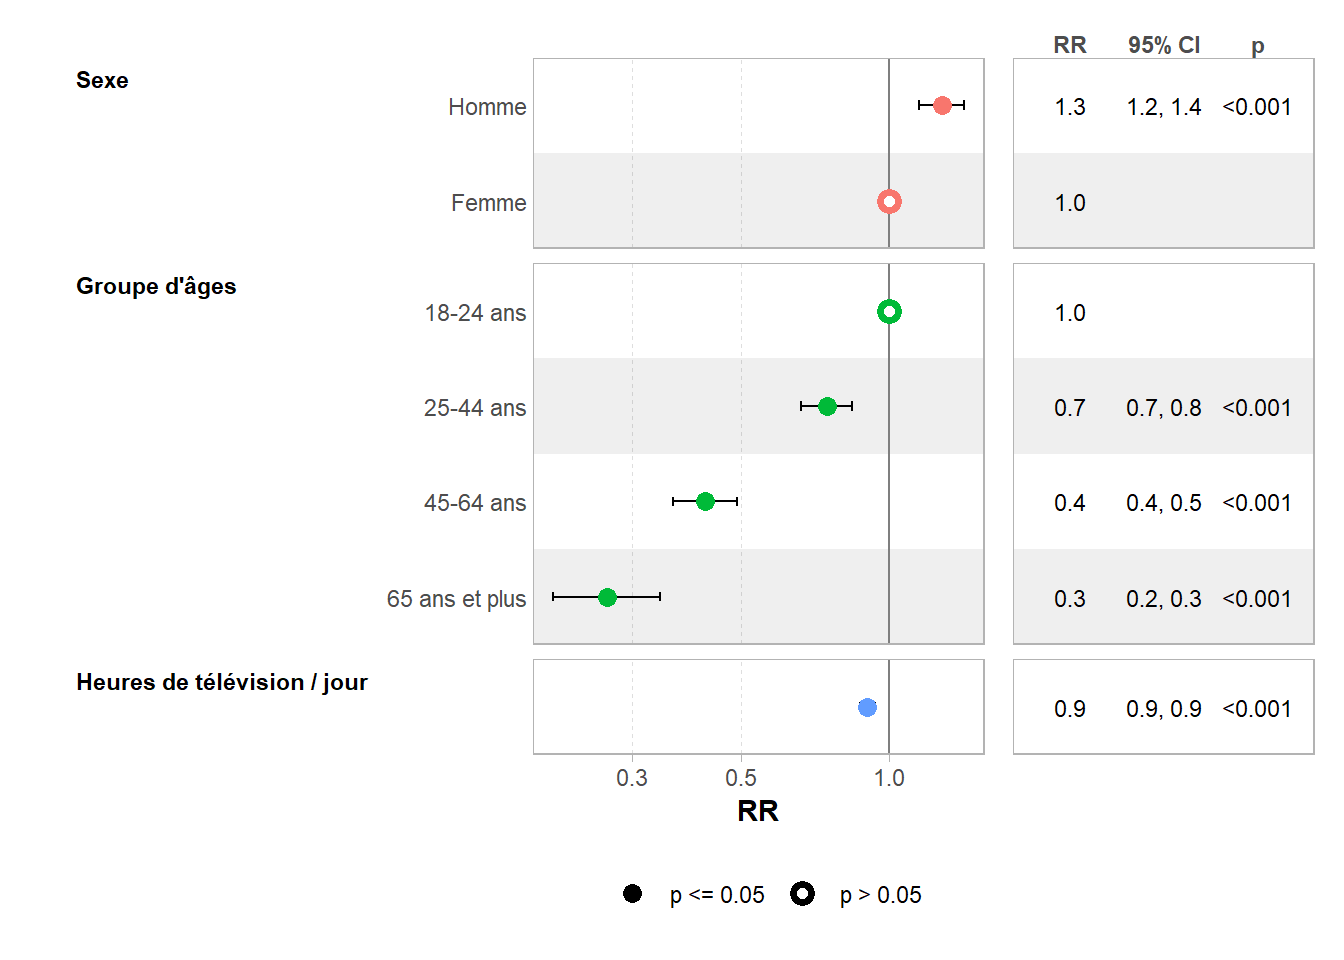 RR 95% CI p
Sexe
Homme 1.3 1.2, 1.4 <0.001
Femme 1.0
Groupe d'âges
18-24 ans 1.0
25-44 ans 0.7 0.7, 0.8 <0.001
45-64 ans 0.4 0.4, 0.5 <0.001
65 ans et plus 0.3 0.2, 0.3 <0.001
Heures de télévision / jour
0.9 0.9, 0.9 <0.001
0.3 0.5 1.0
RR
p <= 0.05 p > 0.05